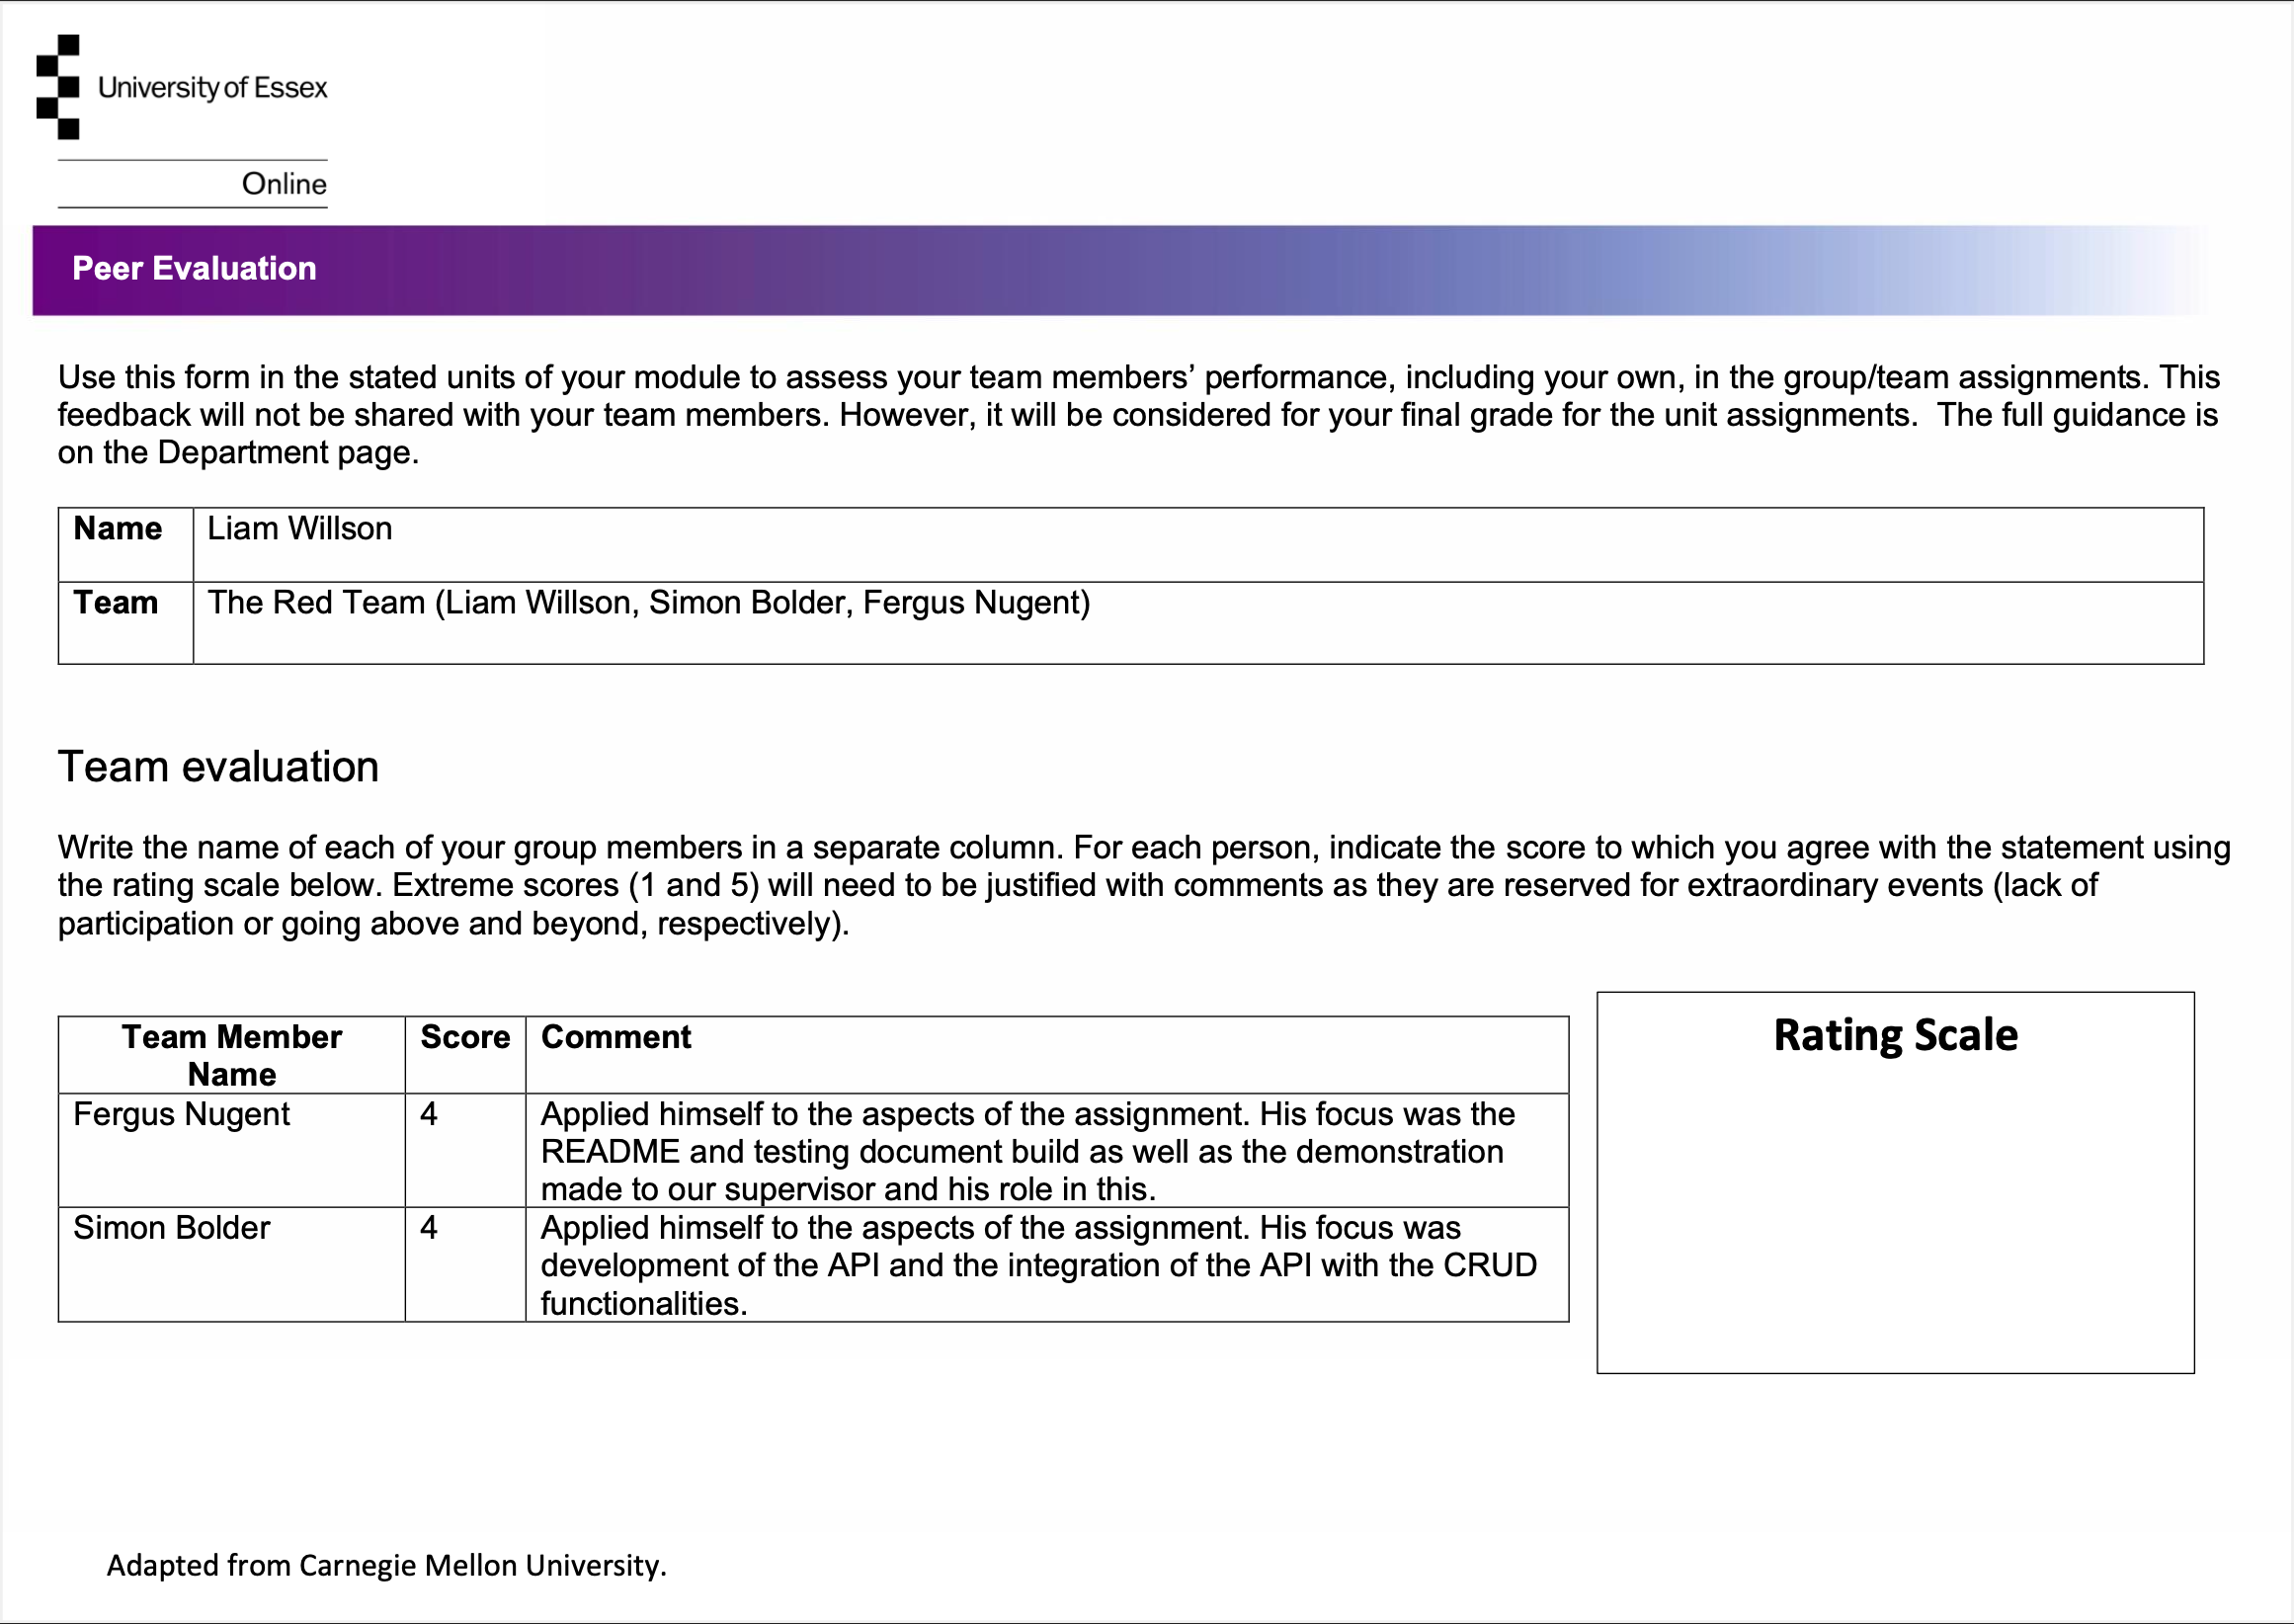 University of Essex
Online
Peer Evaluation
Use this form in the stated units of your module to assess your team members’ performance, including your own, in the group/team assignments. This
feedback will not be shared with your team members. However, it will be considered for your final grade for the unit assignments.  The full guidance is
on the Department page.
Name
Liam Willson
Team
The Red Team (Liam Willson, Simon Bolder, Fergus Nugent)
Team evaluation
Write the name of each of your group members in a separate column. For each person, indicate the score to which you agree with the statement using
the rating scale below. Extreme scores (1 and 5) will need to be justified with comments as they are reserved for extraordinary events (lack of
participation or going above and beyond, respectively).
Team Member
Name
Score
Comment
Fergus Nugent
4
Applied himself to the aspects of the assignment. His focus was the
README and testing document build as well as the demonstration
made to our supervisor and his role in this.
Simon Bolder
4
Applied himself to the aspects of the assignment. His focus was
development of the API and the integration of the API with the CRUD
functionalities.
Rating Scale
Adapted from Carnegie Mellon University.